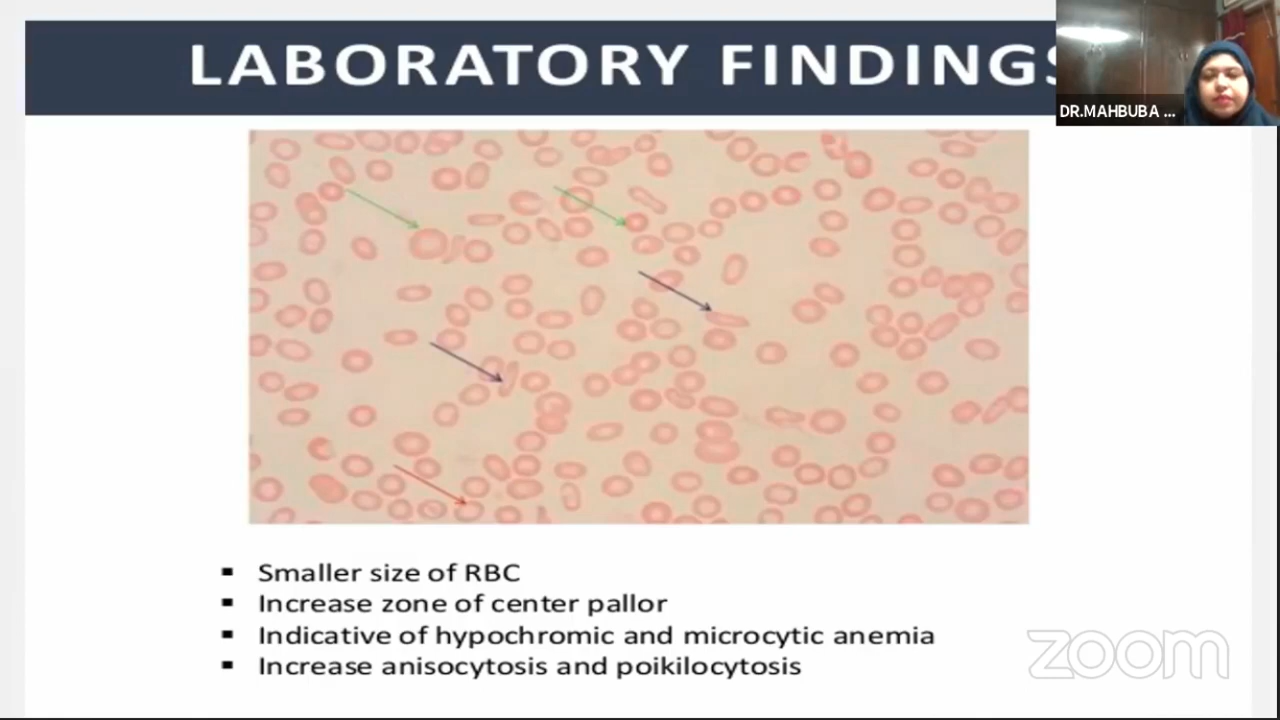 LABORATORY FINDINGS
DR.MAHBUBA ...
▪ Smaller size of RBC
▪ Increase zone of center pallor
▪ Indicative of hypochromic and microcytic anemia
▪ Increase anisocytosis and poikilocytosis
zoom